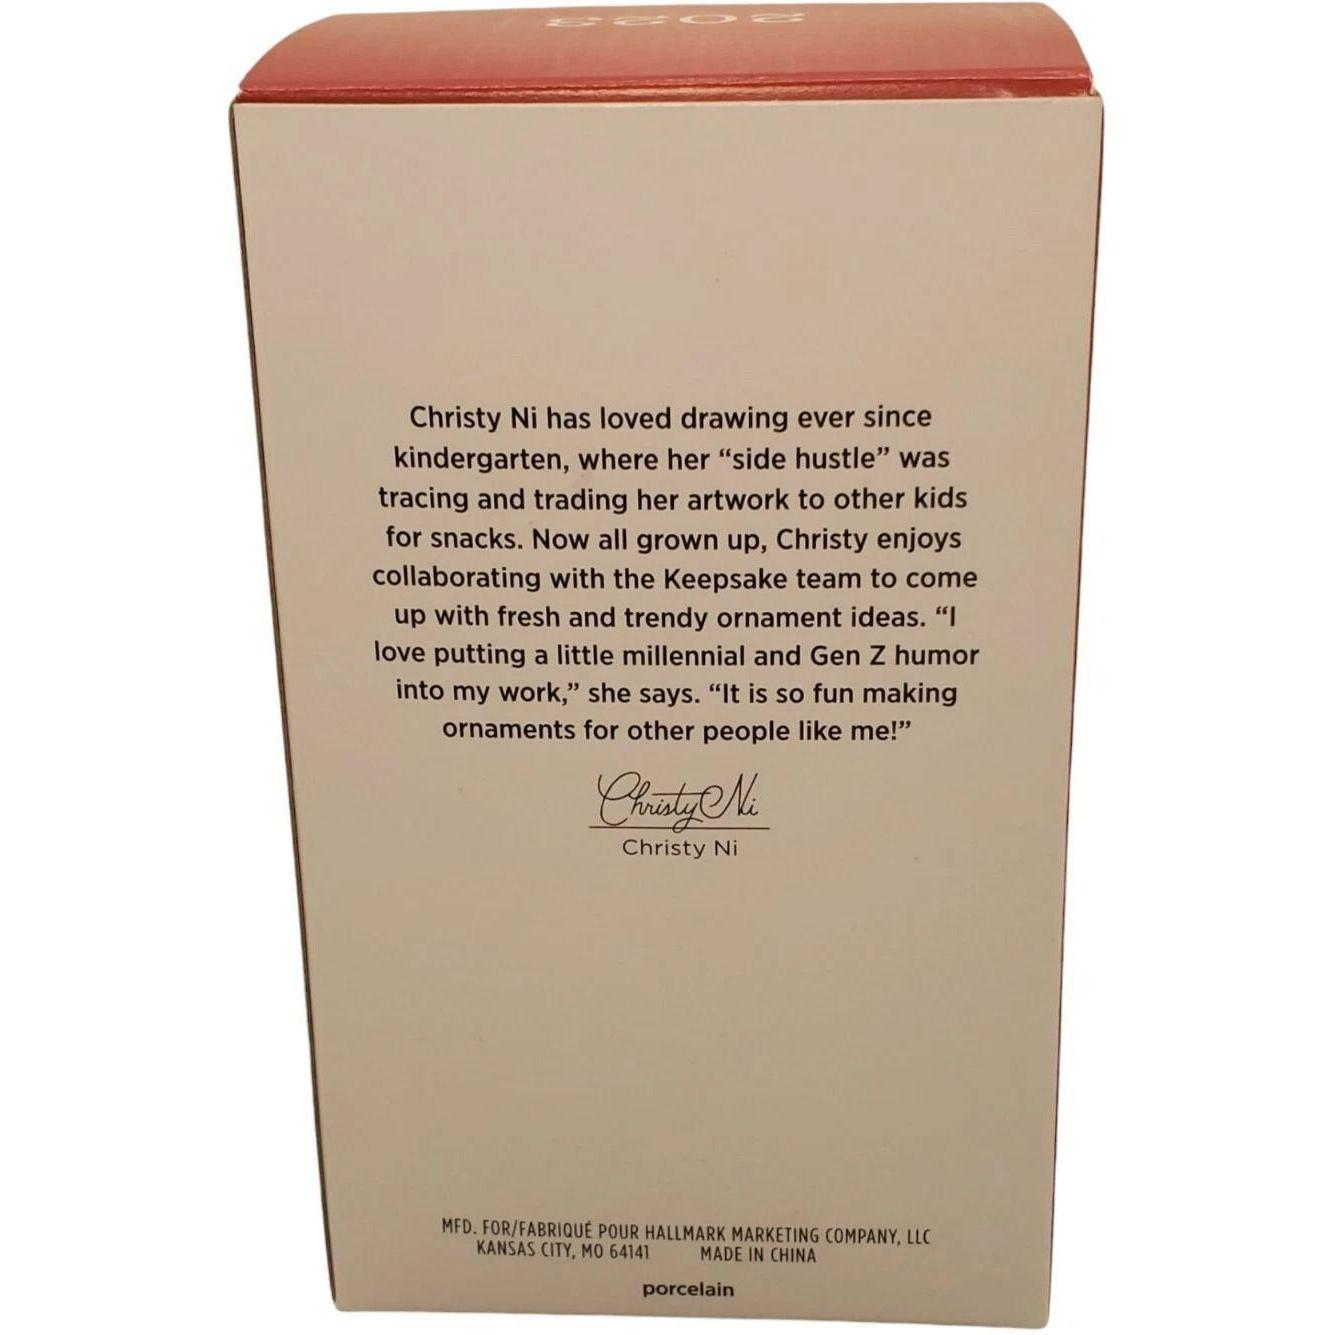 2023
Christy Ni has loved drawing ever since
kindergarten, where her “side hustle” was
tracing and trading her artwork to other kids
for snacks. Now all grown up, Christy enjoys
collaborating with the Keepsake team to come
up with fresh and trendy ornament ideas. “I
love putting a little millennial and Gen Z humor
into my work,” she says. “It is so fun making
ornaments for other people like me!”
Christy Ni
Christy Ni
MFD. FOR/FABRIQUÉ POUR HALLMARK MARKETING COMPANY, LLC
KANSAS CITY, MO 64141 MADE IN CHINA
porcelain